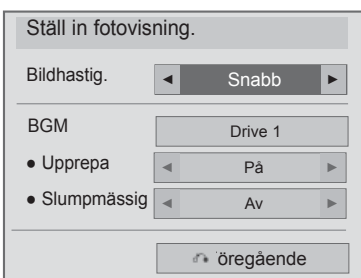 Ställ in fotovisning.
Bildhastig. ◄ Snabb ►
BGM Drive 1
● Upprepa ◄ På ►
● Slumpmässig ◄ Av ►
öregående